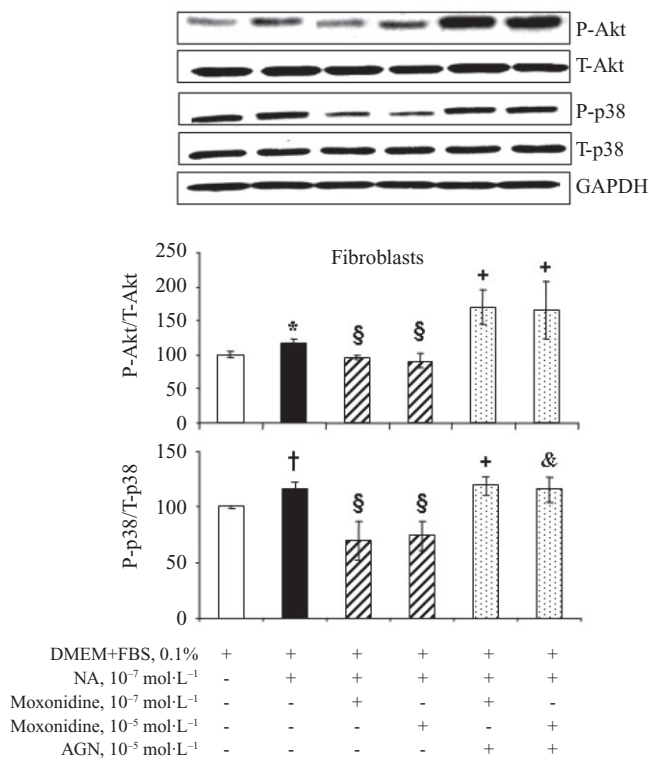 P-Akt
T-Akt
P-p38
T-p38
GAPDH
Fibroblasts
P-Akt/T-Akt
250
200
150
100
50
0
* § § + +
P-p38/T-p38
150
100
50
0
† § § + &
DMEM+FBS, 0.1% + + + + + +
NA, 10⁻⁷ mol·L⁻¹ - + + + + +
Moxonidine, 10⁻⁷ mol·L⁻¹ - - + - + -
Moxonidine, 10⁻⁵ mol·L⁻¹ - - - + - +
AGN, 10⁻⁵ mol·L⁻¹ - - - - + +